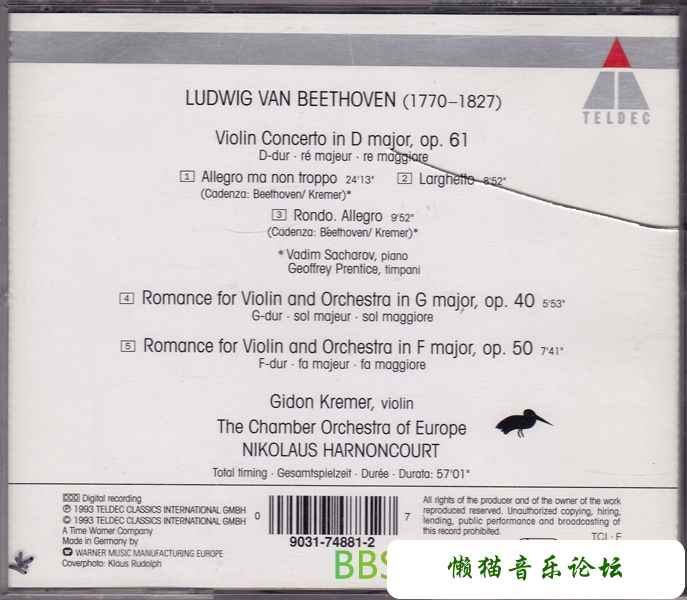 TELDEC
LUDWIG VAN BEETHOVEN (1770–1827)
Violin Concerto in D major, op. 61
D-dur · ré majeur · re maggiore
1 Allegro ma non troppo 24'13" 2 Larghetto 8'52"
(Cadenza: Beethoven/ Kremer)*
3 Rondo. Allegro 9'52"
(Cadenza: Beethoven/ Kremer)*
* Vadim Sacharov, piano
Geoffrey Prentice, timpani
4 Romance for Violin and Orchestra in G major, op. 40 5'53"
G-dur · sol majeur · sol maggiore
5 Romance for Violin and Orchestra in F major, op. 50 7'41"
F-dur · fa majeur · fa maggiore
Gidon Kremer, violin
The Chamber Orchestra of Europe
NIKOLAUS HARNONCOURT
Total timing · Gesamtspielzeit · Durée · Durata: 57'01"
DDD Digital recording
℗ 1993 TELDEC CLASSICS INTERNATIONAL GMBH
© 1993 TELDEC CLASSICS INTERNATIONAL GMBH
A Time Warner Company
Made in Germany by
WARNER MUSIC MANUFACTURING EUROPE
Coverphoto: Klaus Rudolph
0 7
9031-74881-2
All rights of the producer and of the owner of the work
reproduced reserved. Unauthorized copying, hiring,
lending, public performance and broadcasting of
this record prohibited.
BBS
懒猫音乐论坛